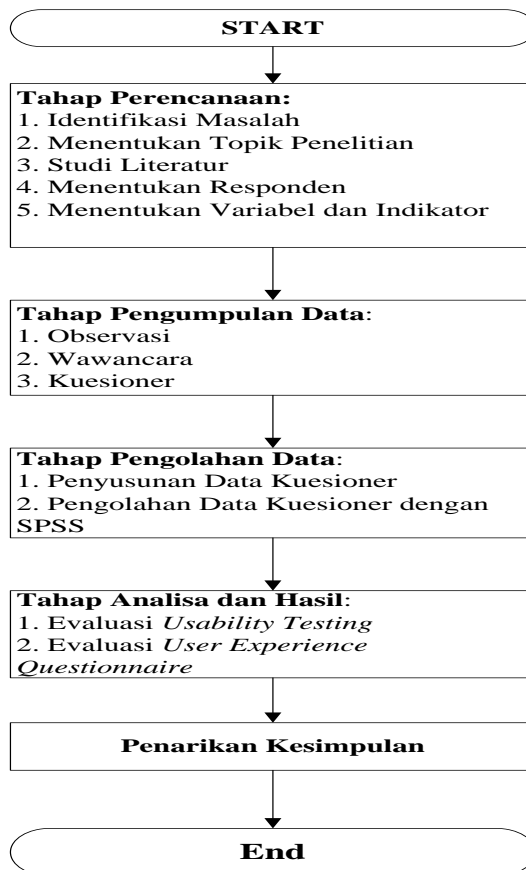 START
Tahap Perencanaan:
1. Identifikasi Masalah
2. Menentukan Topik Penelitian
3. Studi Literatur
4. Menentukan Responden
5. Menentukan Variabel dan Indikator
Tahap Pengumpulan Data:
1. Observasi
2. Wawancara
3. Kuesioner
Tahap Pengolahan Data:
1. Penyusunan Data Kuesioner
2. Pengolahan Data Kuesioner dengan
SPSS
Tahap Analisa dan Hasil:
1. Evaluasi Usability Testing
2. Evaluasi User Experience
Questionnaire
Penarikan Kesimpulan
End